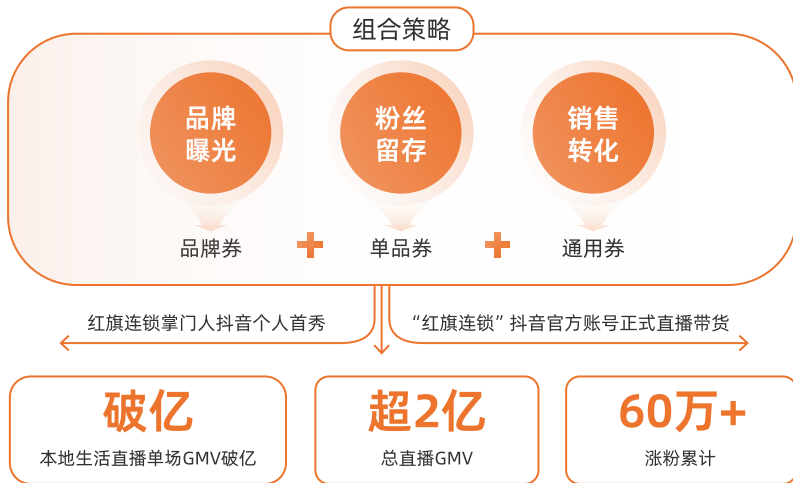 组合策略
品牌
曝光
粉丝
留存
销售
转化
品牌券
单品券
通用券
红旗连锁掌门人抖音个人首秀
“红旗连锁”抖音官方账号正式直播带货
破亿
本地生活直播单场GMV破亿
超2亿
总直播GMV
60万+
涨粉累计